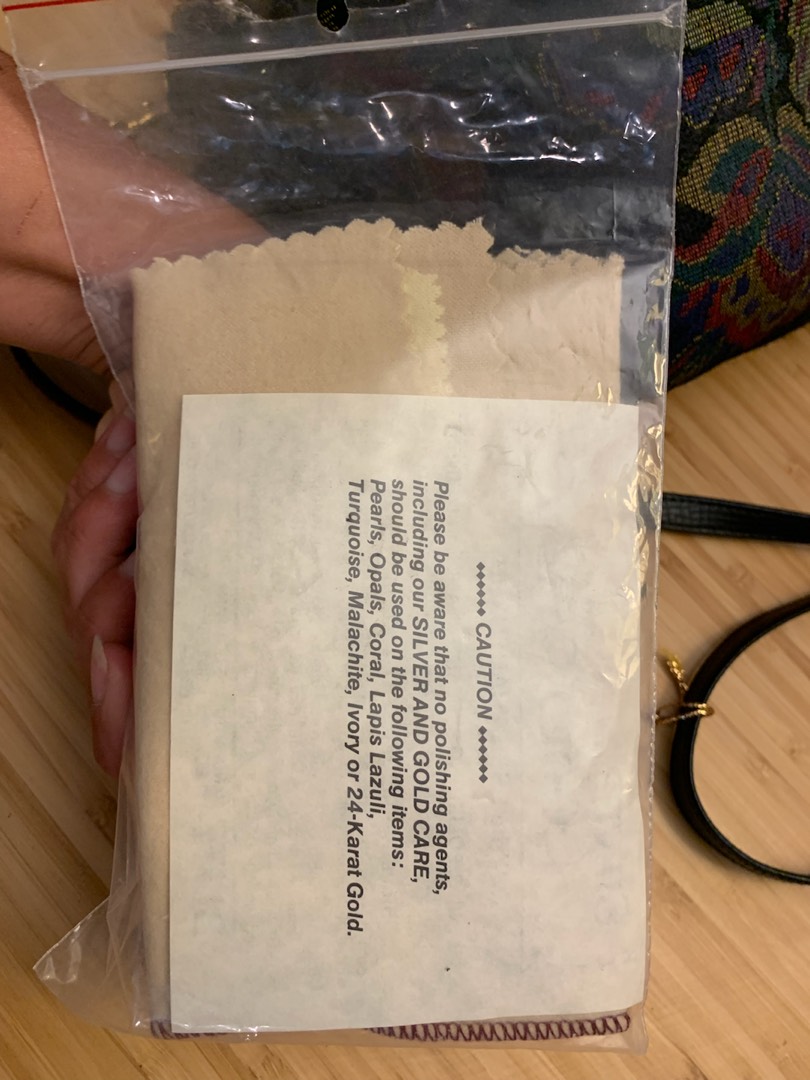 ♦♦♦♦♦♦ CAUTION ♦♦♦♦♦♦
Please be aware that no polishing agents,
including our SILVER AND GOLD CARE,
should be used on the following items:
Pearls, Opals, Coral, Lapis Lazuli,
Turquoise, Malachite, Ivory or 24-Karat Gold.